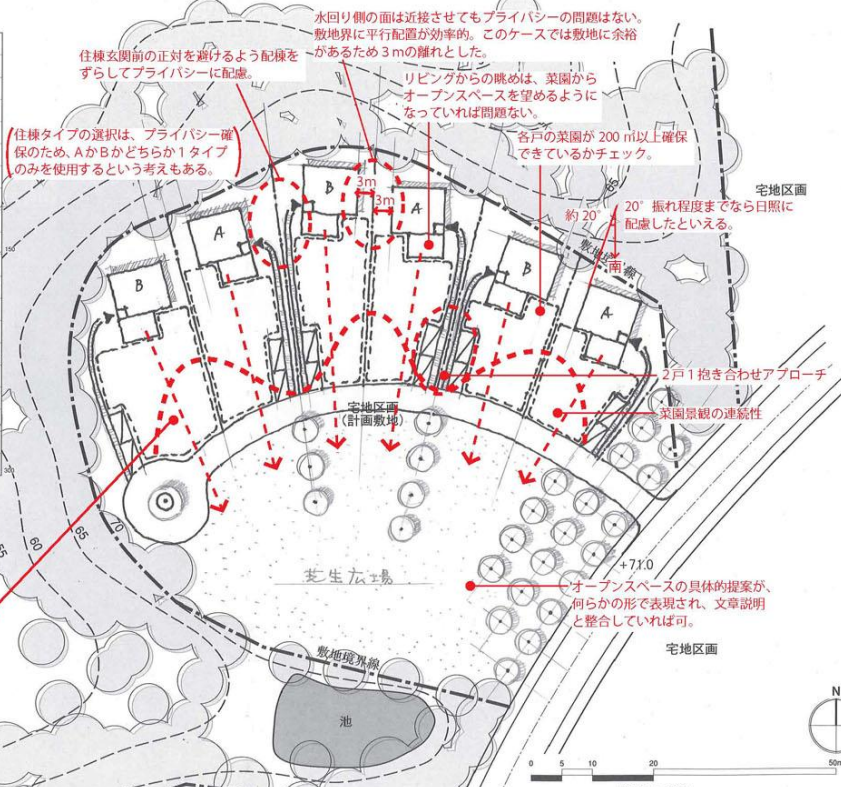 水回り側の面は近接させてもプライバシーの問題はない。
敷地界に平行配置が効率的。このケースでは敷地に余裕
があるため３ｍの離れとした。
住棟玄関前の正対を避けるよう配棟を
ずらしてプライバシーに配慮。
リビングからの眺めは、菜園から
オープンスペースを望めるように
なっていれば問題ない。
住棟タイプの選択は、プライバシー確
保のため、ＡかＢかどちらか１タイプ
のみを使用するという考えもある。
各戸の菜園が 200 ㎡以上確保
できているかチェック。
宅地区画
65
約 20°
20°振れ程度までなら日照に
配慮したといえる。
敷地境界線
南
150
3m
3m
B
A
B
A
B
A
２戸１抱き合わせアプローチ
菜園景観の連続性
宅地区画
（計画敷地）
300
70
65
60
55
芝生広場
+71.0
オープンスペースの具体的提案が、
何らかの形で表現され、文章説明
と整合していれば可。
敷地境界線
宅地区画
池
N
0 5 10 20 50m